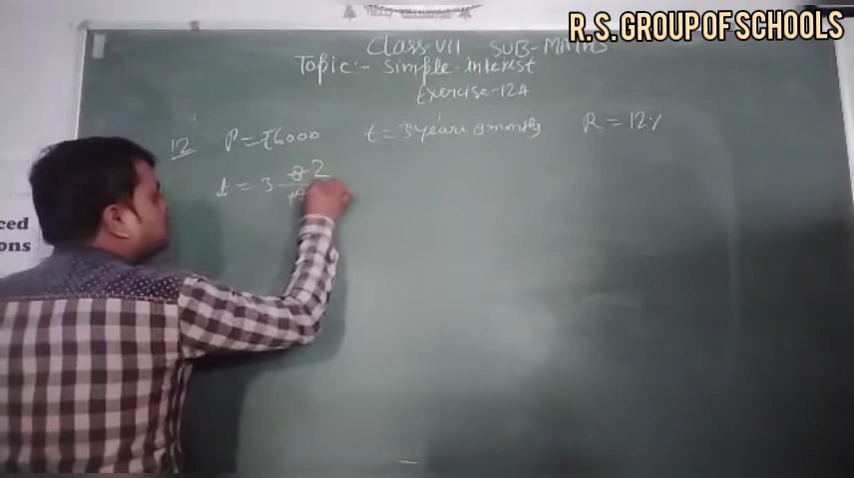 R.S. GROUP OF SCHOOLS
Class VII SUB- MATHS
Topic:- Simple interest
Exercise-12A
12 P = ₹6000 t = 3 years 8 months R = 12%
t = 3 8 2
ced
ons